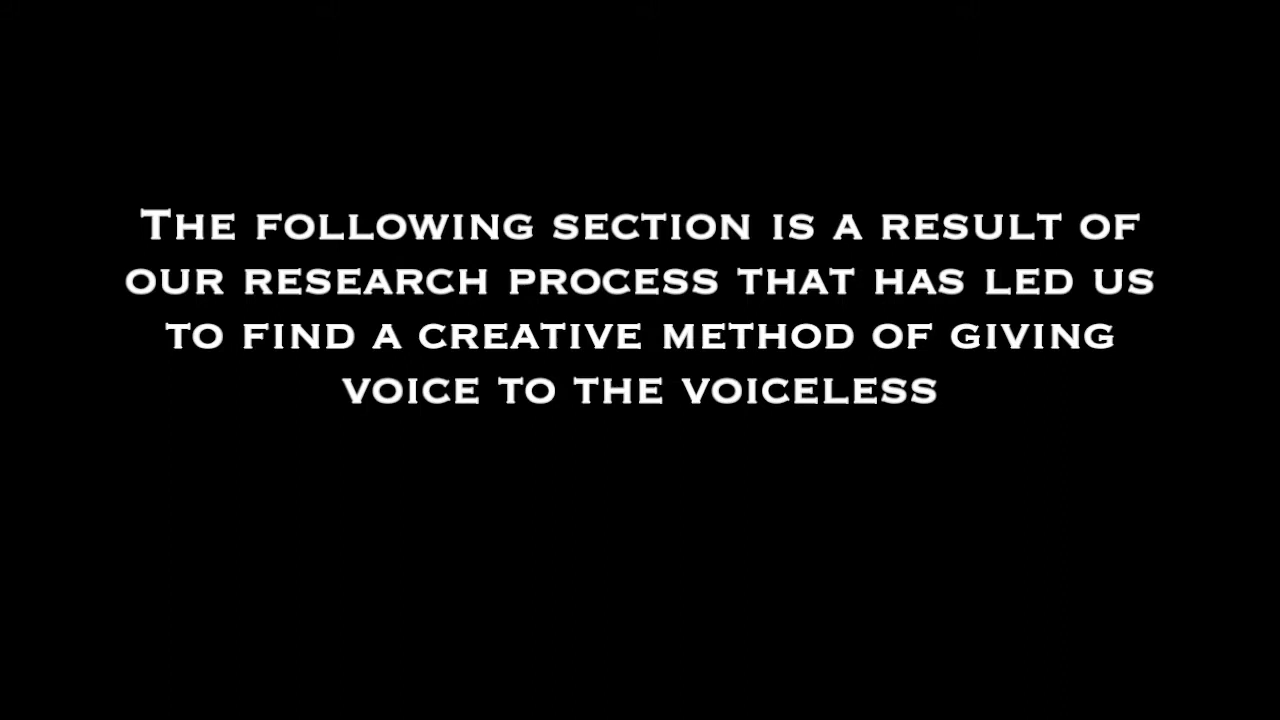 The following section is a result of
our research process that has led us
to find a creative method of giving
voice to the voiceless